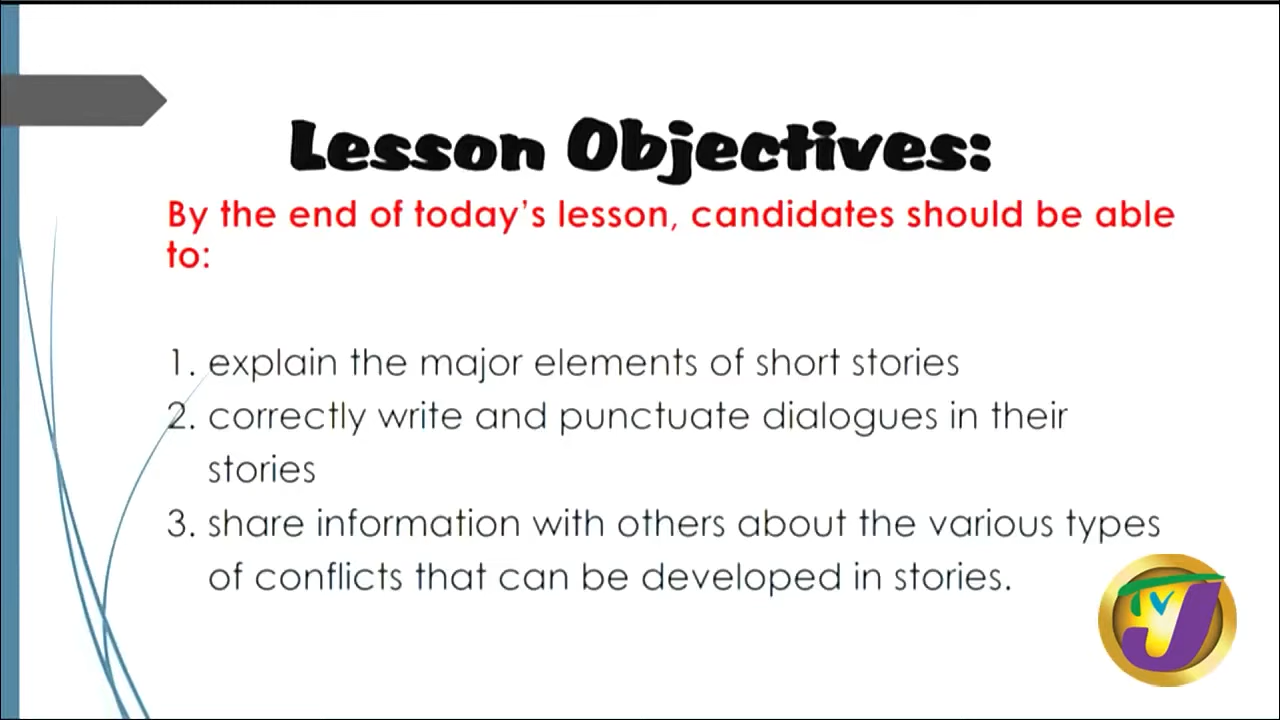 Lesson Objectives:
By the end of today’s lesson, candidates should be able
to:
1. explain the major elements of short stories
2. correctly write and punctuate dialogues in their
stories
3. share information with others about the various types
of conflicts that can be developed in stories.
TVJ